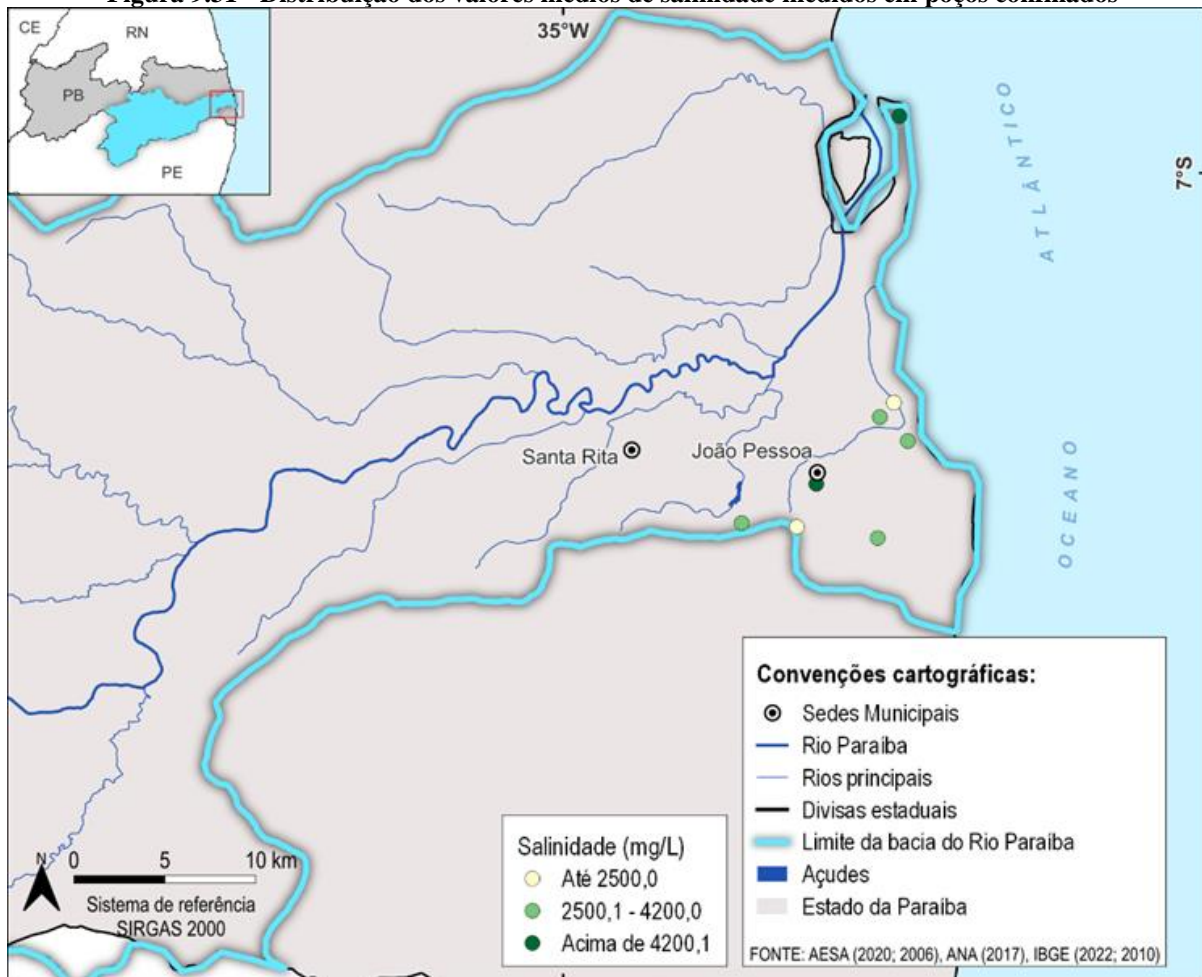 Figura 9.31 - Distribuição dos valores médios de salinidade medidos em poços confinados
CE
RN
PB
PE
35°W
7°S
ATLÂNTICO
OCEANO
Santa Rita
João Pessoa
N
0 5 10 km
Sistema de referência
SIRGAS 2000
Salinidade (mg/L)
Até 2500,0
2500,1 - 4200,0
Acima de 4200,1
Convenções cartográficas:
Sedes Municipais
Rio Paraíba
Rios principais
Divisas estaduais
Limite da bacia do Rio Paraíba
Açudes
Estado da Paraíba
FONTE: AESA (2020; 2006), ANA (2017), IBGE (2022; 2010)